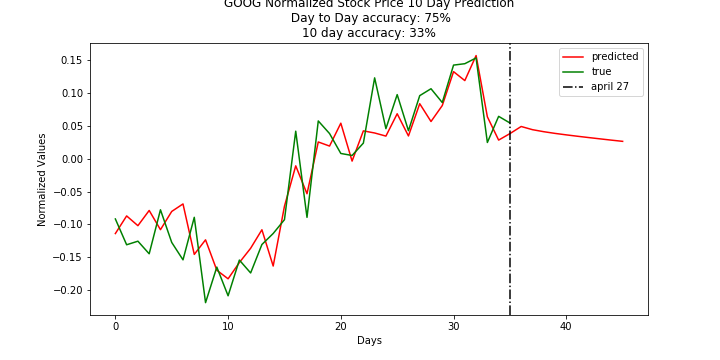 GOOG Normalized Stock Price 10 Day Prediction
Day to Day accuracy: 75%
10 day accuracy: 33%
predicted
true
april 27
Normalized Values
0.15
0.10
0.05
0.00
−0.05
−0.10
−0.15
−0.20
0
10
20
30
40
Days